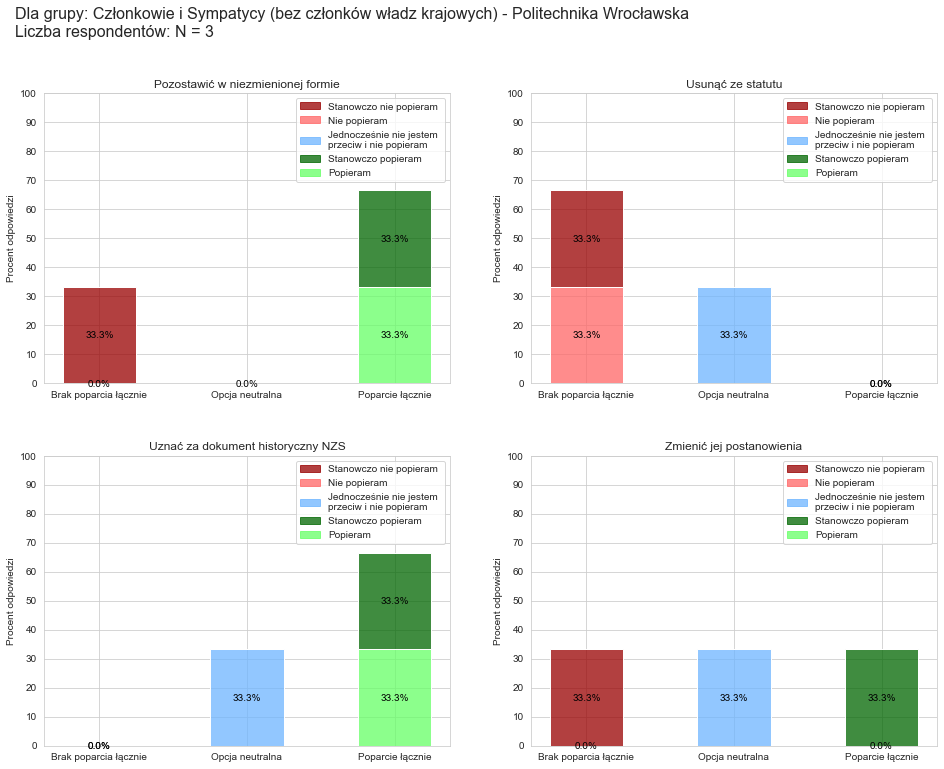 Dla grupy: Członkowie i Sympatycy (bez członków władz krajowych) - Politechnika Wrocławska
Liczba respondentów: N = 3
Pozostawić w niezmienionej formie
100
90
80
70
60
50
40
30
20
10
0
Procent odpowiedzi
Stanowczo nie popieram
Nie popieram
Jednocześnie nie jestem
przeciw i nie popieram
Stanowczo popieram
Popieram
33.3%
33.3%
33.3%
0.0%
0.0%
Brak poparcia łącznie
Opcja neutralna
Poparcie łącznie
Usunąć ze statutu
100
90
80
70
60
50
40
30
20
10
0
Procent odpowiedzi
Stanowczo nie popieram
Nie popieram
Jednocześnie nie jestem
przeciw i nie popieram
Stanowczo popieram
Popieram
33.3%
33.3%
33.3%
0.0%
Brak poparcia łącznie
Opcja neutralna
Poparcie łącznie
Uznać za dokument historyczny NZS
100
90
80
70
60
50
40
30
20
10
0
Procent odpowiedzi
Stanowczo nie popieram
Nie popieram
Jednocześnie nie jestem
przeciw i nie popieram
Stanowczo popieram
Popieram
33.3%
33.3%
33.3%
0.0%
Brak poparcia łącznie
Opcja neutralna
Poparcie łącznie
Zmienić jej postanowienia
100
90
80
70
60
50
40
30
20
10
0
Procent odpowiedzi
Stanowczo nie popieram
Nie popieram
Jednocześnie nie jestem
przeciw i nie popieram
Stanowczo popieram
Popieram
33.3%
33.3%
33.3%
0.0%
0.0%
Brak poparcia łącznie
Opcja neutralna
Poparcie łącznie